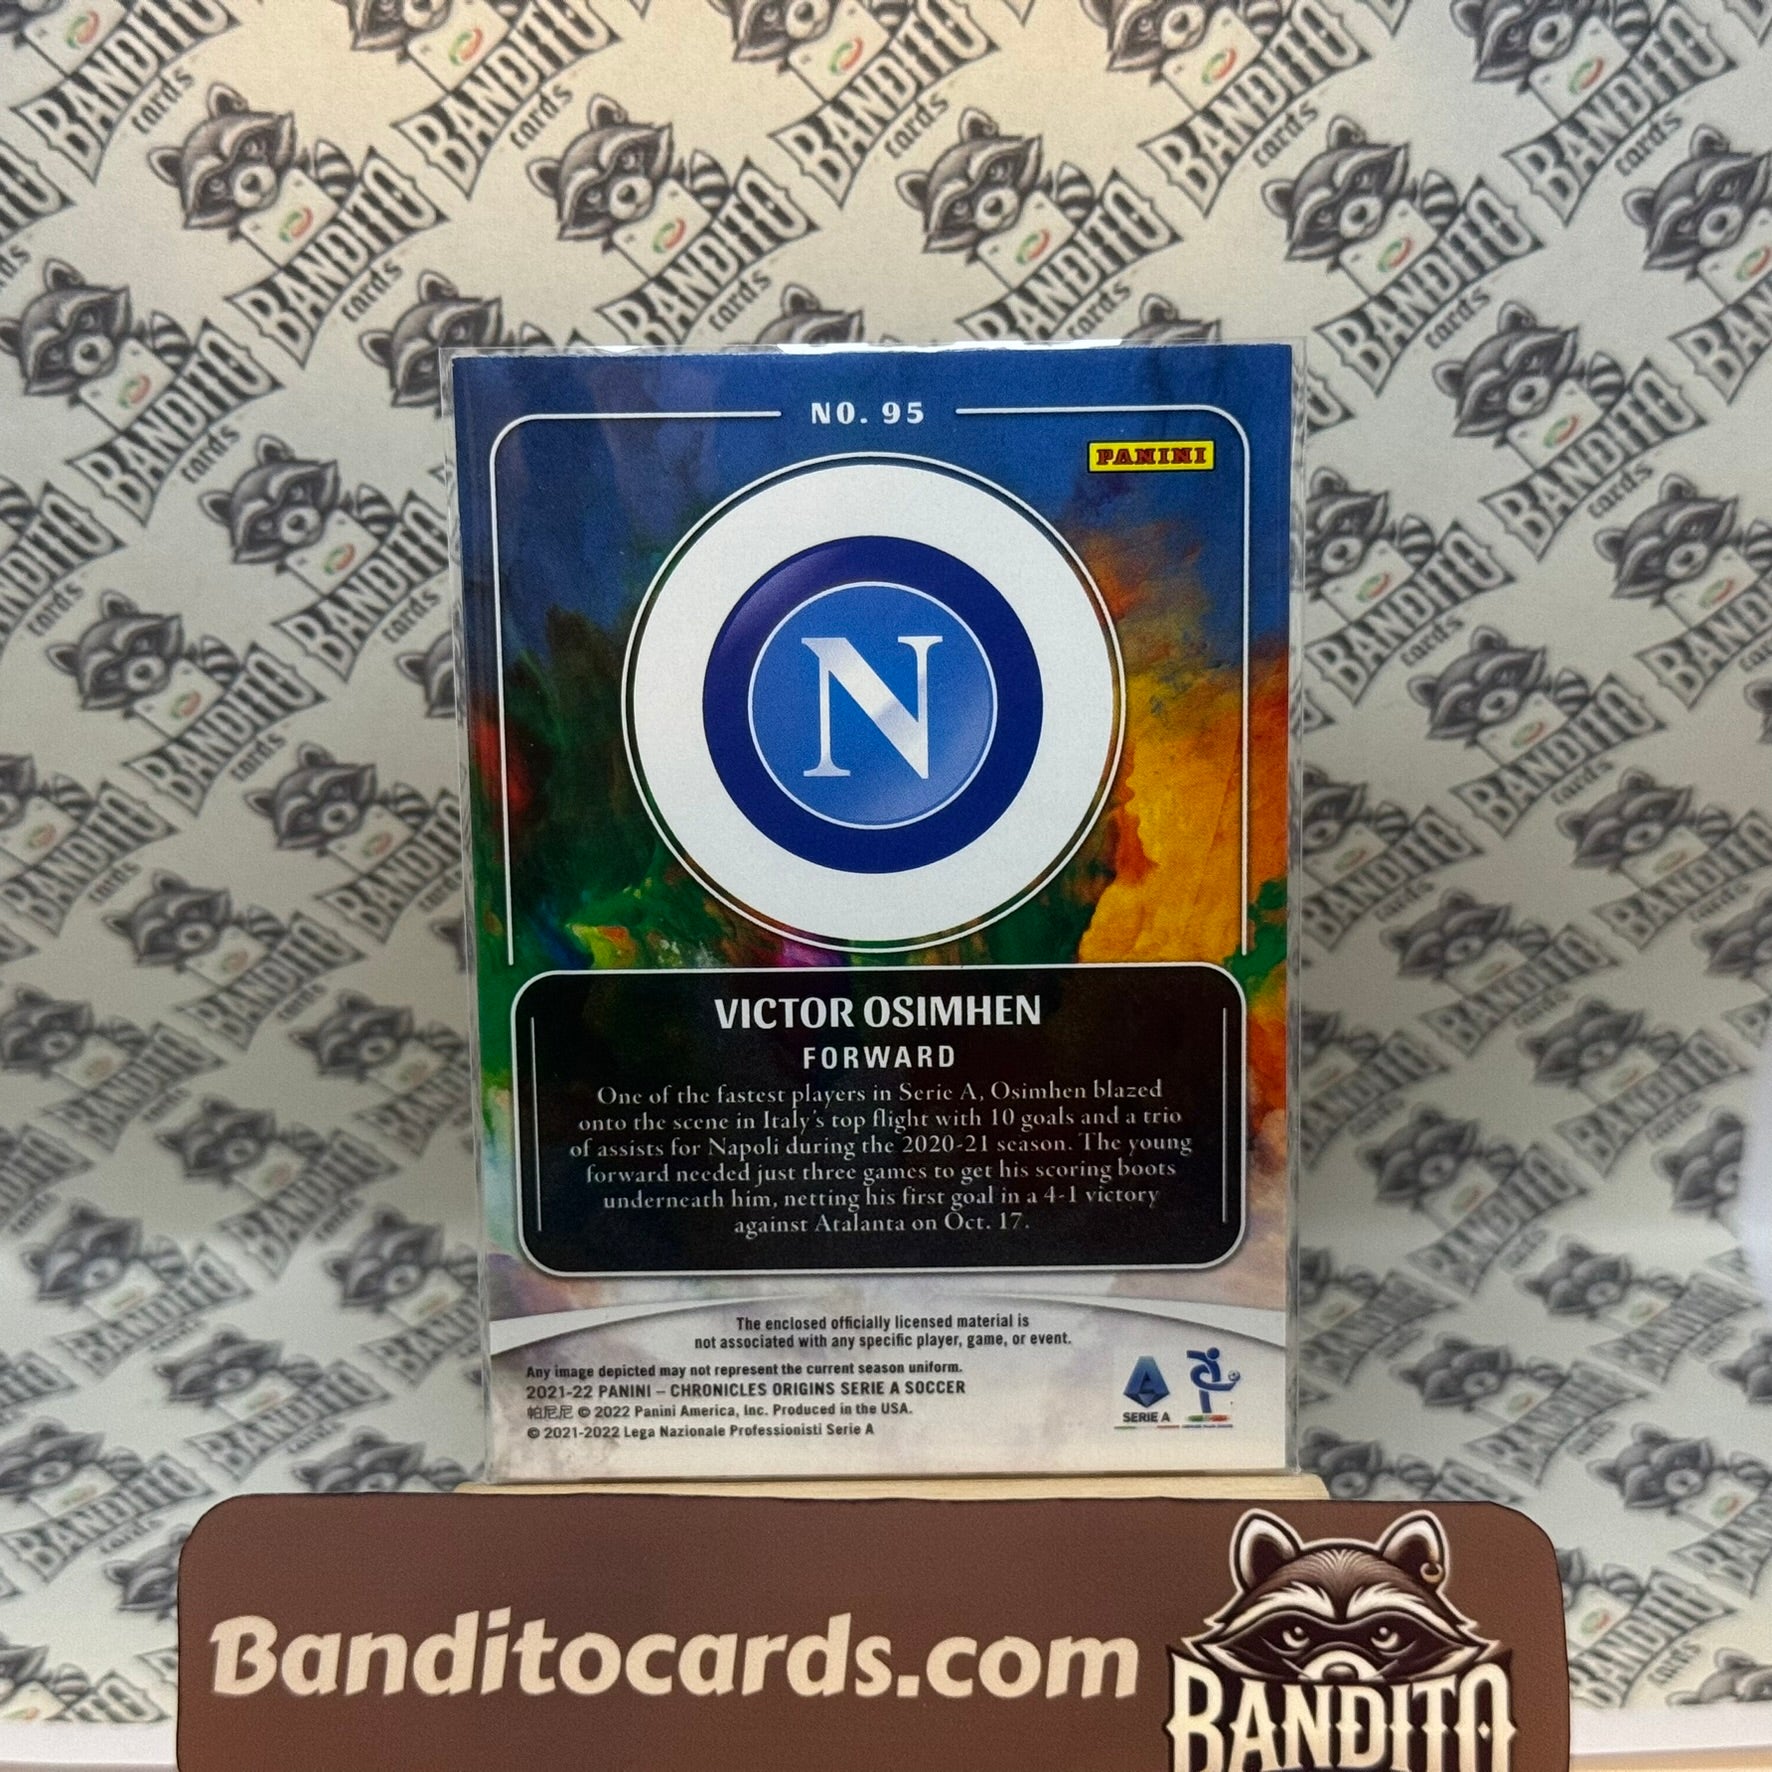 NO. 95
PANINI
N
VICTOR OSIMHEN
FORWARD
One of the fastest players in Serie A, Osimhen blazed
onto the scene in Italy's top flight with 10 goals and a trio
of assists for Napoli during the 2020-21 season. The young
forward needed just three games to get his scoring boots
underneath him, netting his first goal in a 4-1 victory
against Atalanta on Oct. 17.
The enclosed officially licensed material is
not associated with any specific player, game, or event.
Any image depicted may not represent the current season uniform.
2021-22 PANINI – CHRONICLES ORIGINS SERIE A SOCCER
帕尼尼 © 2022 Panini America, Inc. Produced in the USA.
© 2021-2022 Lega Nazionale Professionisti Serie A
SERIE A
Banditocards.com
BANDITO
BANDITO
cards